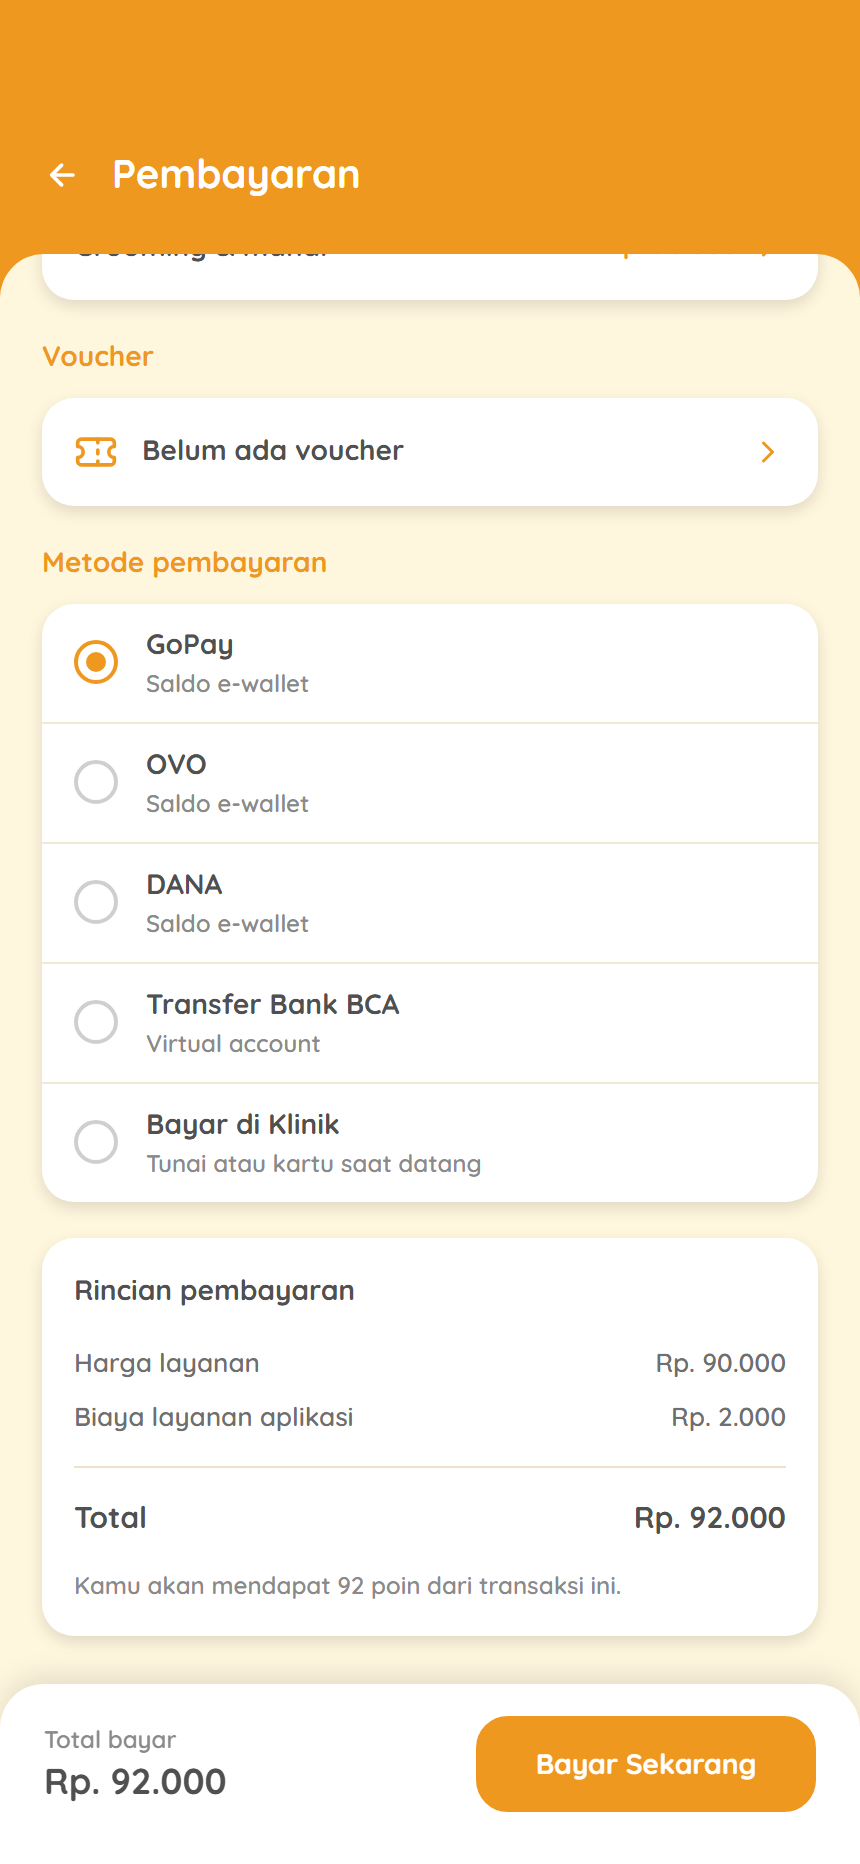 Pembayaran
Voucher
Belum ada voucher
Metode pembayaran
GoPay
Saldo e-wallet
OVO
Saldo e-wallet
DANA
Saldo e-wallet
Transfer Bank BCA
Virtual account
Bayar di Klinik
Tunai atau kartu saat datang
Rincian pembayaran
Harga layanan Rp. 90.000
Biaya layanan aplikasi Rp. 2.000
Total Rp. 92.000
Kamu akan mendapat 92 poin dari transaksi ini.
Total bayar
Rp. 92.000
Bayar Sekarang